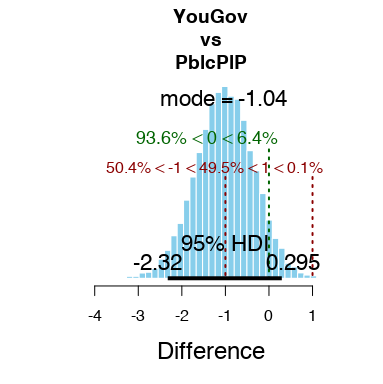 YouGov
vs
PblcPIP
mode = -1.04
93.6% < 0 < 6.4%
50.4% < -1 < 49.5% < 1 < 0.1%
95% HDI
-2.32 0.295
-4 -3 -2 -1 0 1
Difference